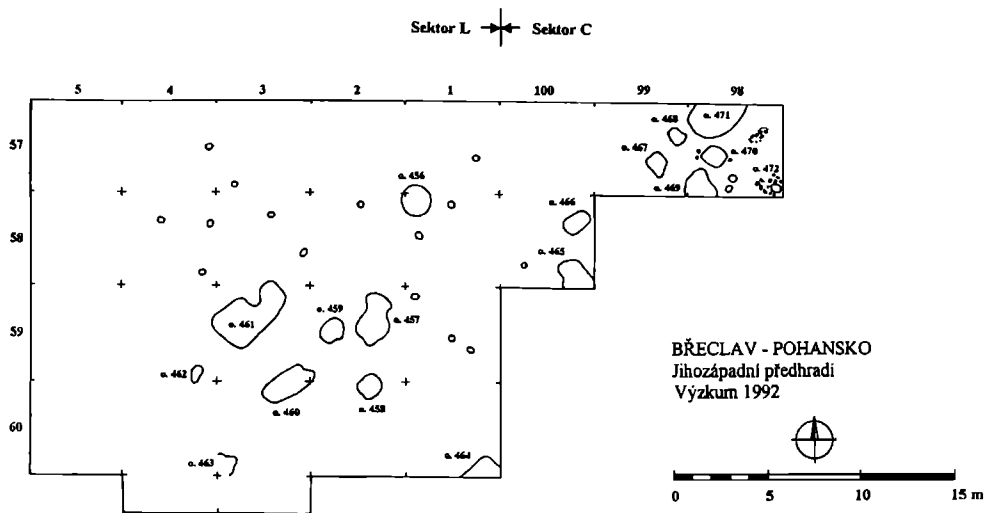 Sektor L Sektor C
5 4 3 2 1 100 99 98
57
58
59
60
o. 468
o. 471
o. 467
o. 470
o. 469
o. 472
o. 456
o. 466
o. 465
o. 461
o. 459
o. 457
o. 462
o. 460
o. 458
o. 463
o. 464
BŘECLAV - POHANSKO
Jihozápadní předhradí
Výzkum 1992
0 5 10 15 m